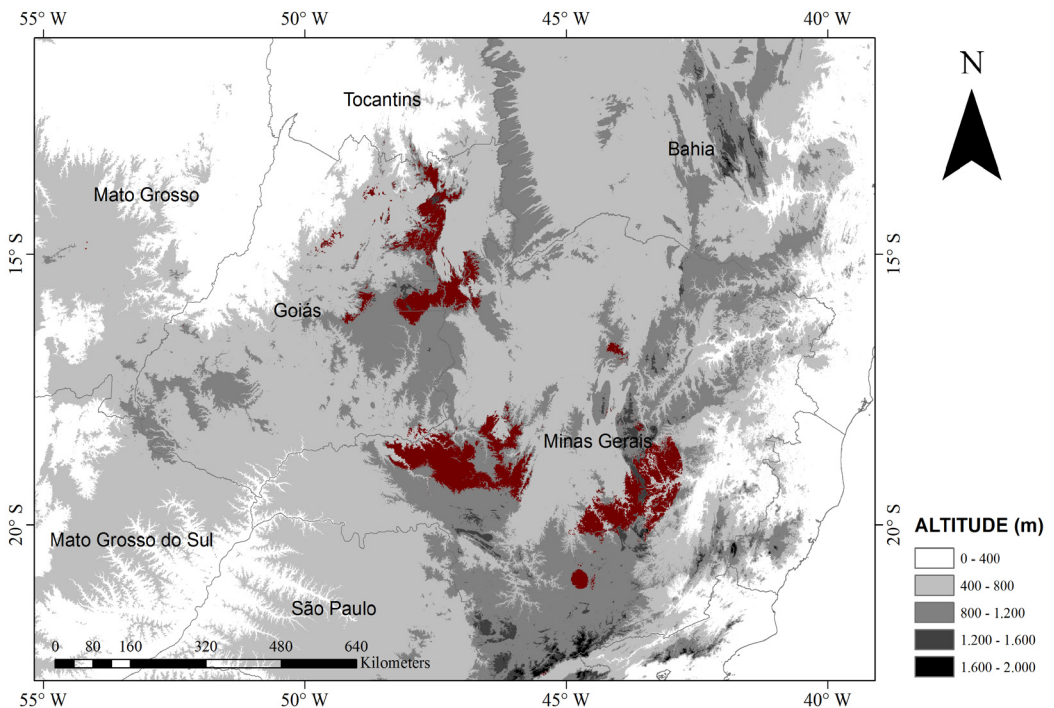 55° W
50° W
45° W
40° W
N
Tocantins
Bahia
Mato Grosso
15° S
15° S
Goiás
Minas Gerais
20° S
20° S
ALTITUDE (m)
Mato Grosso do Sul
0 - 400
400 - 800
São Paulo
800 - 1.200
1.200 - 1.600
0 80 160 320 480 640
Kilometers
1.600 - 2.000
55° W
50° W
45° W
40° W